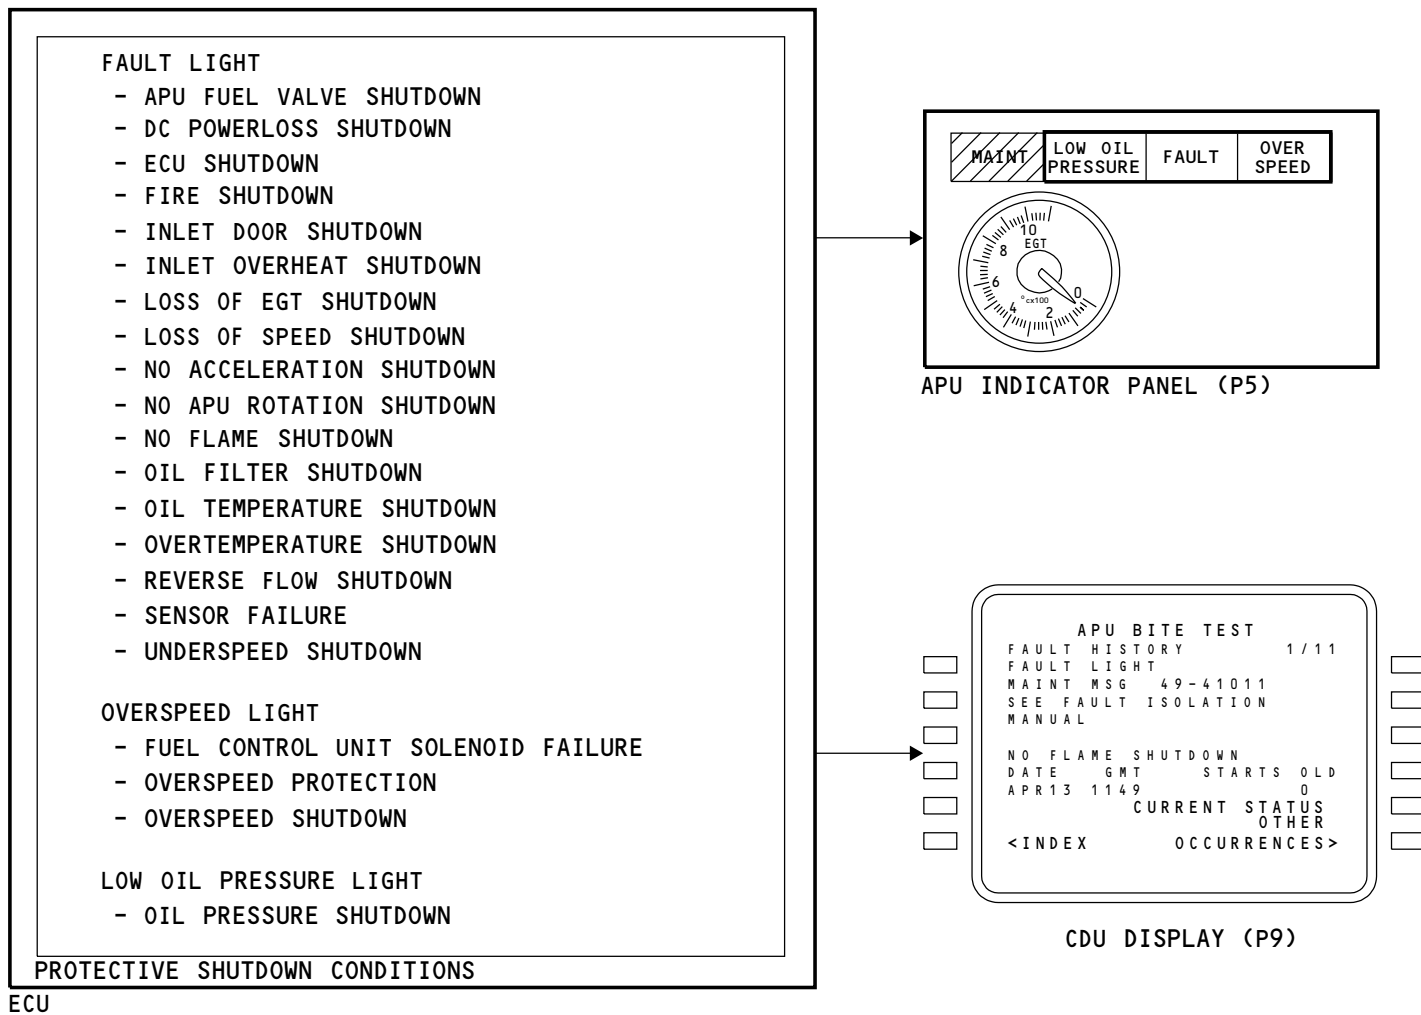 FAULT LIGHT
- APU FUEL VALVE SHUTDOWN
- DC POWERLOSS SHUTDOWN
- ECU SHUTDOWN
- FIRE SHUTDOWN
- INLET DOOR SHUTDOWN
- INLET OVERHEAT SHUTDOWN
- LOSS OF EGT SHUTDOWN
- LOSS OF SPEED SHUTDOWN
- NO ACCELERATION SHUTDOWN
- NO APU ROTATION SHUTDOWN
- NO FLAME SHUTDOWN
- OIL FILTER SHUTDOWN
- OIL TEMPERATURE SHUTDOWN
- OVERTEMPERATURE SHUTDOWN
- REVERSE FLOW SHUTDOWN
- SENSOR FAILURE
- UNDERSPEED SHUTDOWN
OVERSPEED LIGHT
- FUEL CONTROL UNIT SOLENOID FAILURE
- OVERSPEED PROTECTION
- OVERSPEED SHUTDOWN
LOW OIL PRESSURE LIGHT
- OIL PRESSURE SHUTDOWN
PROTECTIVE SHUTDOWN CONDITIONS
ECU
MAINT
LOW OIL
PRESSURE
FAULT
OVER
SPEED
10
EGT
8
6
0
°CX100
4
2
APU INDICATOR PANEL (P5)
APU BITE TEST
FAULT HISTORY 1/11
FAULT LIGHT
MAINT MSG 49-41011
SEE FAULT ISOLATION
MANUAL
NO FLAME SHUTDOWN
DATE GMT STARTS OLD
APR13 1149 0
CURRENT STATUS
OTHER
<INDEX OCCURRENCES>
CDU DISPLAY (P9)